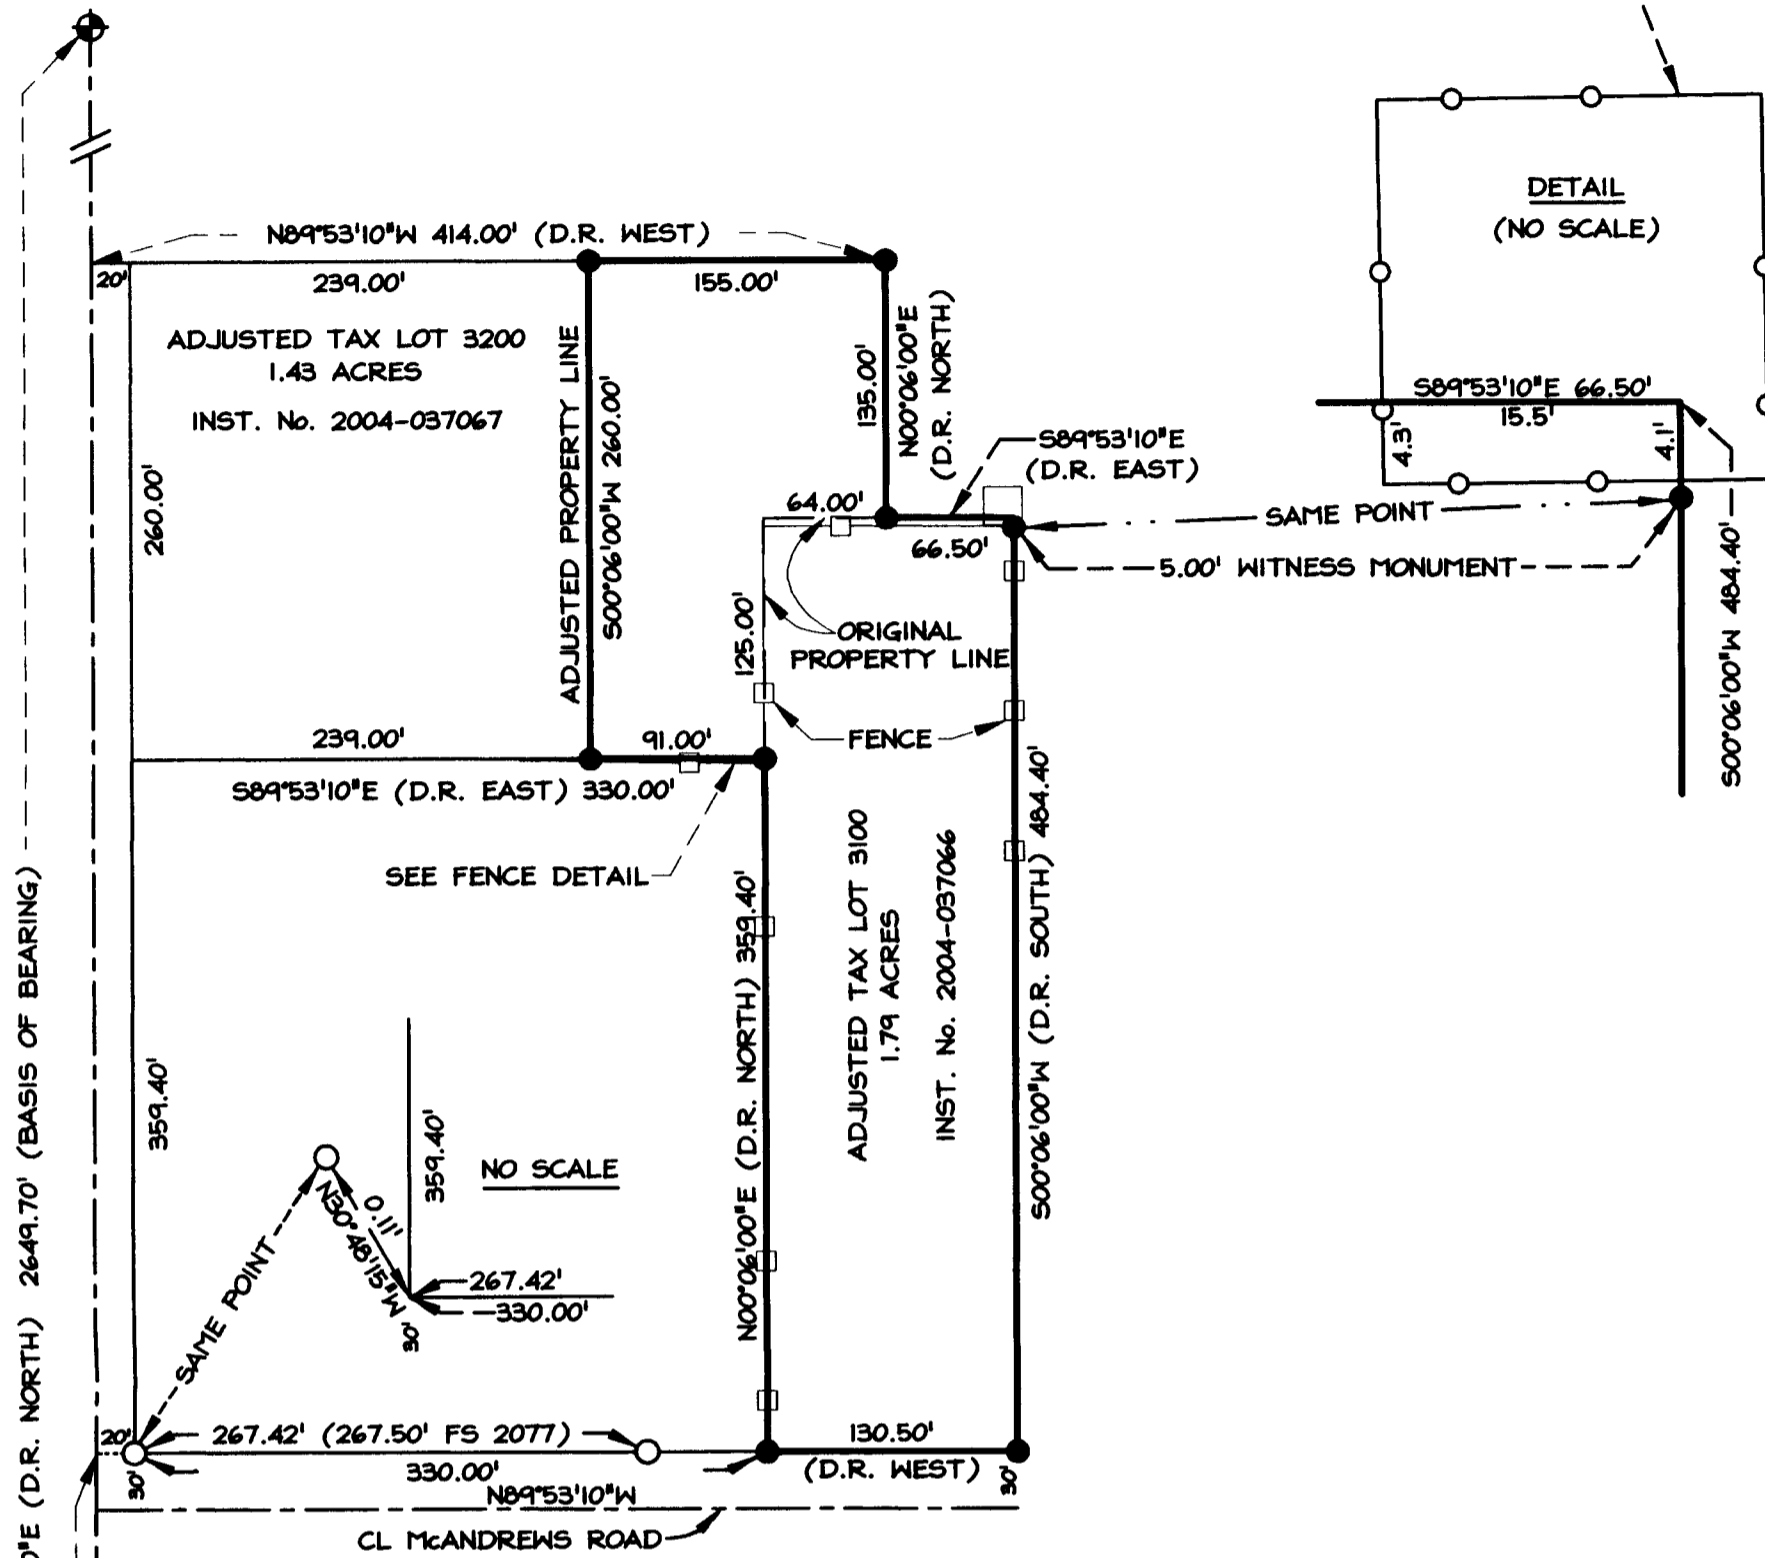 N89°53'10"W 414.00' (D.R. WEST)
20'
239.00'
155.00'
ADJUSTED TAX LOT 3200
1.43 ACRES
INST. No. 2004-037067
260.00'
ADJUSTED PROPERTY LINE
S00°06'00"W 260.00'
135.00'
N00°06'00"E
(D.R. NORTH)
S89°53'10"E
(D.R. EAST)
64.00'
66.50'
125.00'
ORIGINAL
PROPERTY LINE
FENCE
DETAIL
(NO SCALE)
S89°53'10"E 66.50'
15.5'
4.3'
4.1'
SAME POINT
5.00' WITNESS MONUMENT
S00°06'00"W 484.40'
239.00'
91.00'
S89°53'10"E (D.R. EAST) 330.00'
SEE FENCE DETAIL
359.40'
N00°06'00"E (D.R. NORTH) 359.40'
ADJUSTED TAX LOT 3100
1.79 ACRES
INST. No. 2004-037066
S00°06'00"W (D.R. SOUTH) 484.40'
0"E (D.R. NORTH) 2649.70' (BASIS OF BEARING)
359.40'
NO SCALE
0.11'
N30°48'15"W
267.42'
330.00'
30'
SAME POINT
20'
267.42' (267.50' FS 2077)
330.00'
30'
N89°53'10"W
130.50'
(D.R. WEST)
30'
CL McANDREWS ROAD